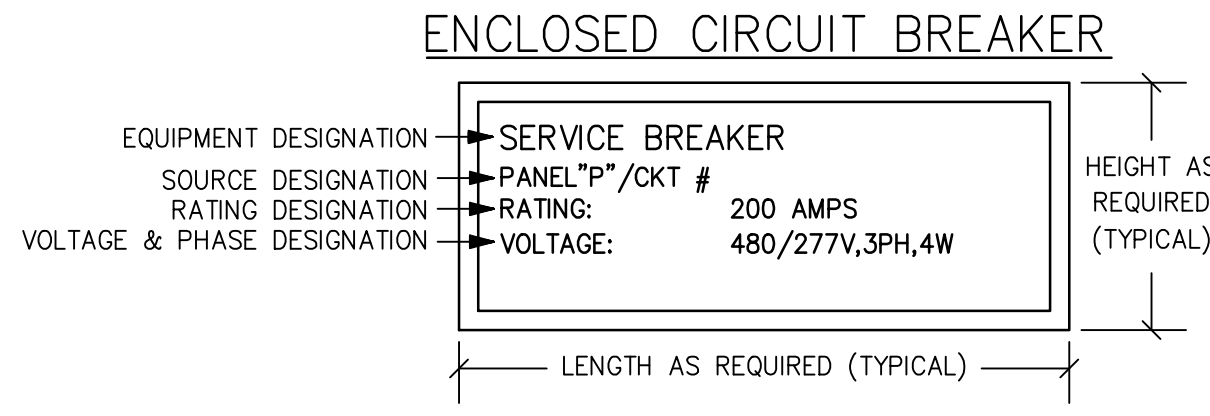 ENCLOSED CIRCUIT BREAKER
EQUIPMENT DESIGNATION
SERVICE BREAKER
SOURCE DESIGNATION
PANEL"P"/CKT #
RATING DESIGNATION
RATING: 200 AMPS
VOLTAGE & PHASE DESIGNATION
VOLTAGE: 480/277V,3PH,4W
HEIGHT AS
REQUIRED
(TYPICAL)
LENGTH AS REQUIRED (TYPICAL)